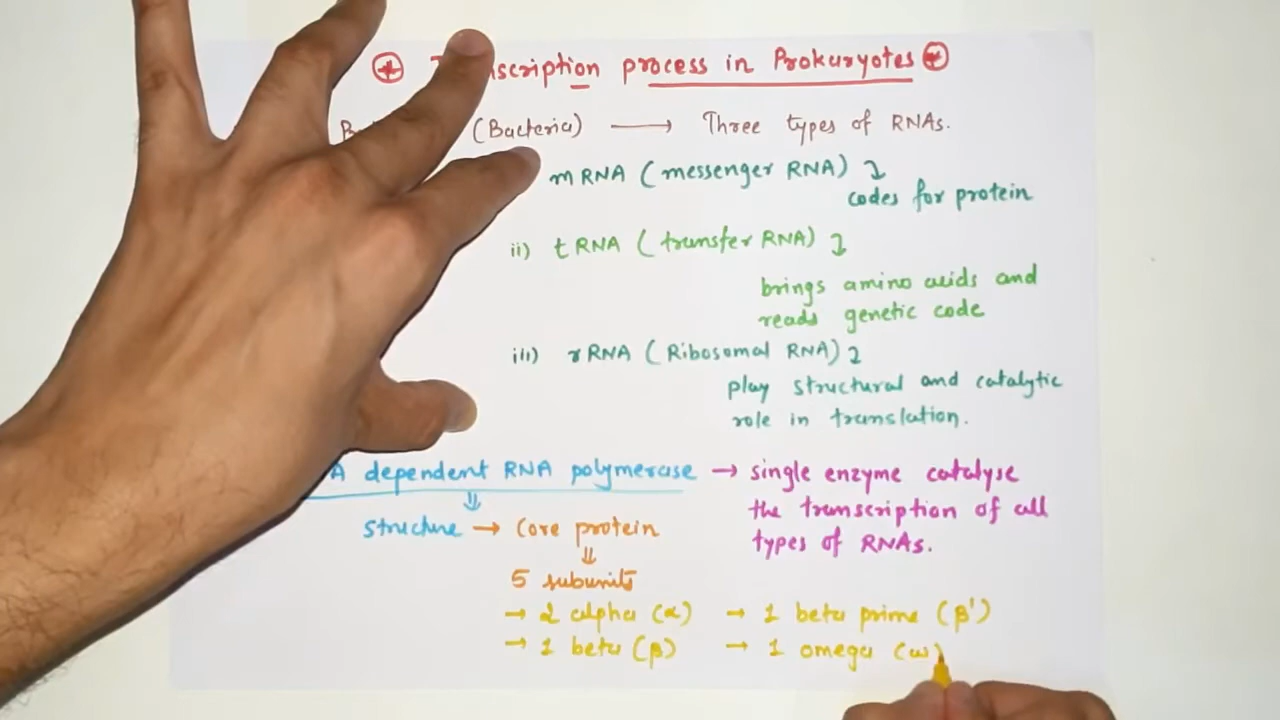 process in Prokaryotes
(Bacteria) → Three types of RNAs.
mRNA (messenger RNA)
codes for protein
ii) tRNA (transfer RNA)
brings amino acids and
reads genetic code
iii) rRNA (Ribosomal RNA)
play structural and catalytic
role in translation.
dependent RNA polymerase → single enzyme catalyse
structure → core protein the transcription of all
types of RNAs.
5 subunits
→ 2 alpha (α) → 1 beta prime (β')
→ 1 beta (β) → 1 omega (ω)